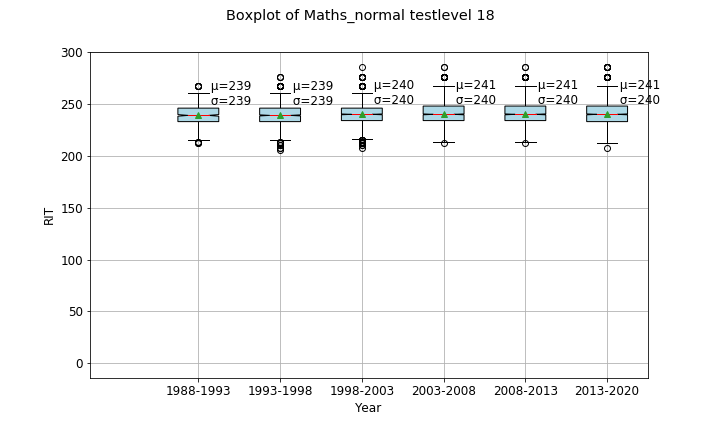 Boxplot of Maths_normal testlevel 18
300
250
200
150
100
50
0
RIT
μ=239
σ=239
μ=239
σ=239
μ=240
σ=240
μ=241
σ=240
μ=241
σ=240
μ=241
σ=240
1988-1993 1993-1998 1998-2003 2003-2008 2008-2013 2013-2020
Year